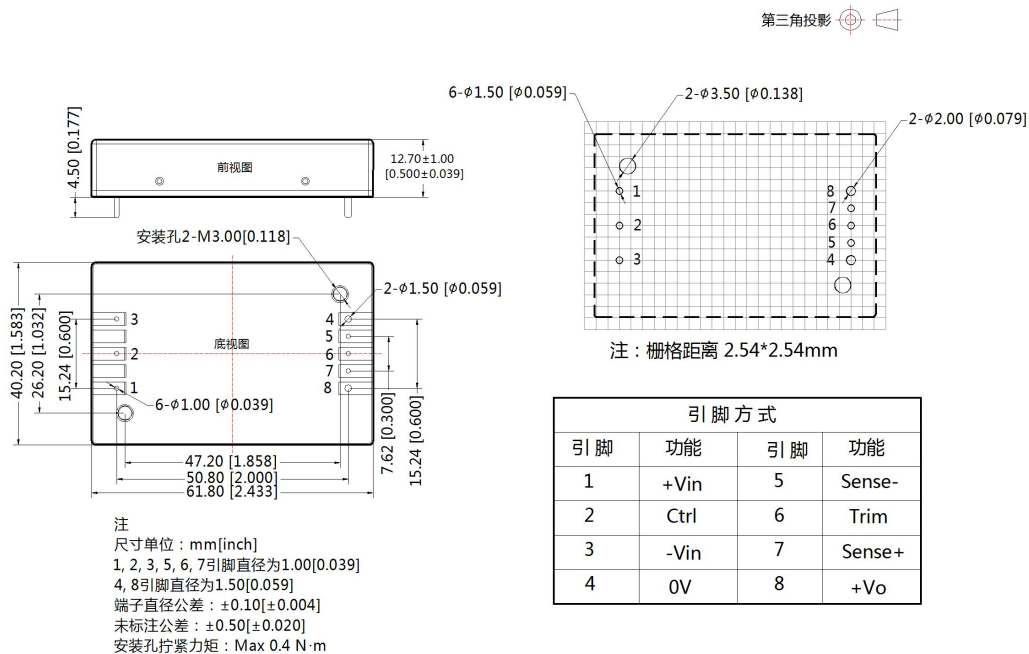 第三角投影
6-ϕ1.50 [ϕ0.059]
2-ϕ3.50 [ϕ0.138]
2-ϕ2.00 [ϕ0.079]
4.50 [0.177]
前视图
12.70±1.00
[0.500±0.039]
1
2
3
8
7
6
5
4
注：栅格距离 2.54*2.54mm
安装孔2-M3.00[0.118]
2-ϕ1.50 [ϕ0.059]
40.20 [1.583]
26.20 [1.032]
15.24 [0.600]
3
2
1
底视图
4
5
6
7
8
6-ϕ1.00 [ϕ0.039]
7.62 [0.300]
15.24 [0.600]
47.20 [1.858]
50.80 [2.000]
61.80 [2.433]
引脚方式
引脚 功能 引脚 功能
1 +Vin 5 Sense-
2 Ctrl 6 Trim
3 -Vin 7 Sense+
4 0V 8 +Vo
注
尺寸单位：mm[inch]
1, 2, 3, 5, 6, 7引脚直径为1.00[0.039]
4, 8引脚直径为1.50[0.059]
端子直径公差：±0.10[±0.004]
未标注公差：±0.50[±0.020]
安装孔拧紧力矩：Max 0.4 N·m